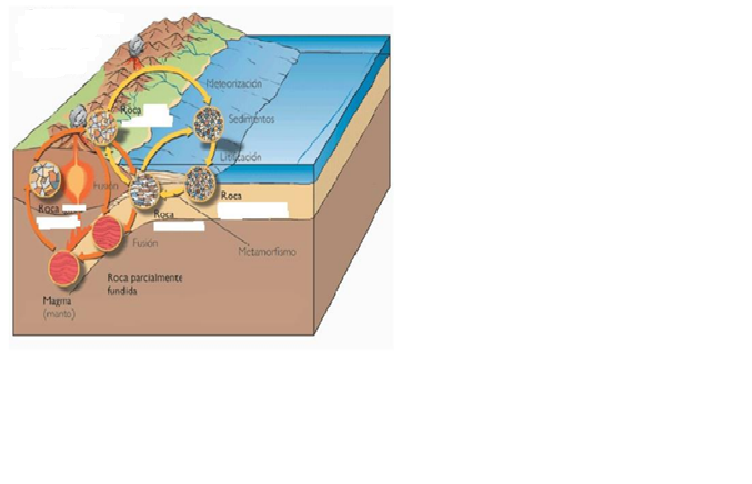 Meteorización
Roca
Sedimentos
Litificación
Fusión
Roca
Roca
Roca
Fusión
Metamorfismo
Roca parcialmente
fundida
Magma
(manto)